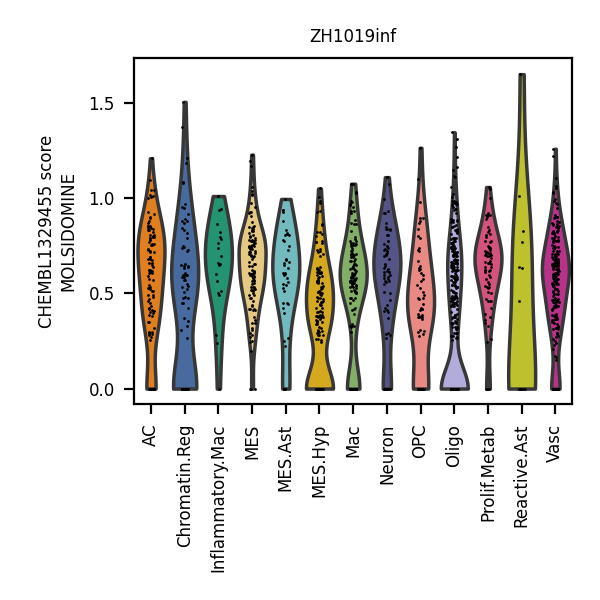 ZH1019inf
CHEMBL1329455 score
MOLSIDOMINE
1.5
1.0
0.5
0.0
AC
Chromatin.Reg
Inflammatory.Mac
MES
MES.Ast
MES.Hyp
Mac
Neuron
OPC
Oligo
Prolif.Metab
Reactive.Ast
Vasc